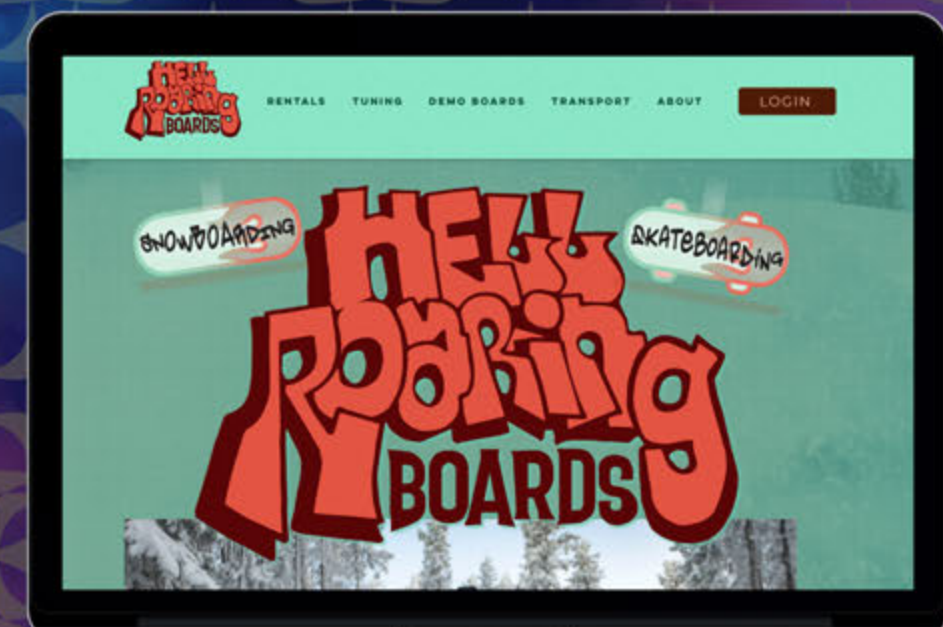 HELL
ROARING
BOARDS
RENTALS TUNING DEMO BOARDS TRANSPORT ABOUT LOGIN
SNOWBOARDING
SKATEBOARDING
HELL
ROARING
BOARDS